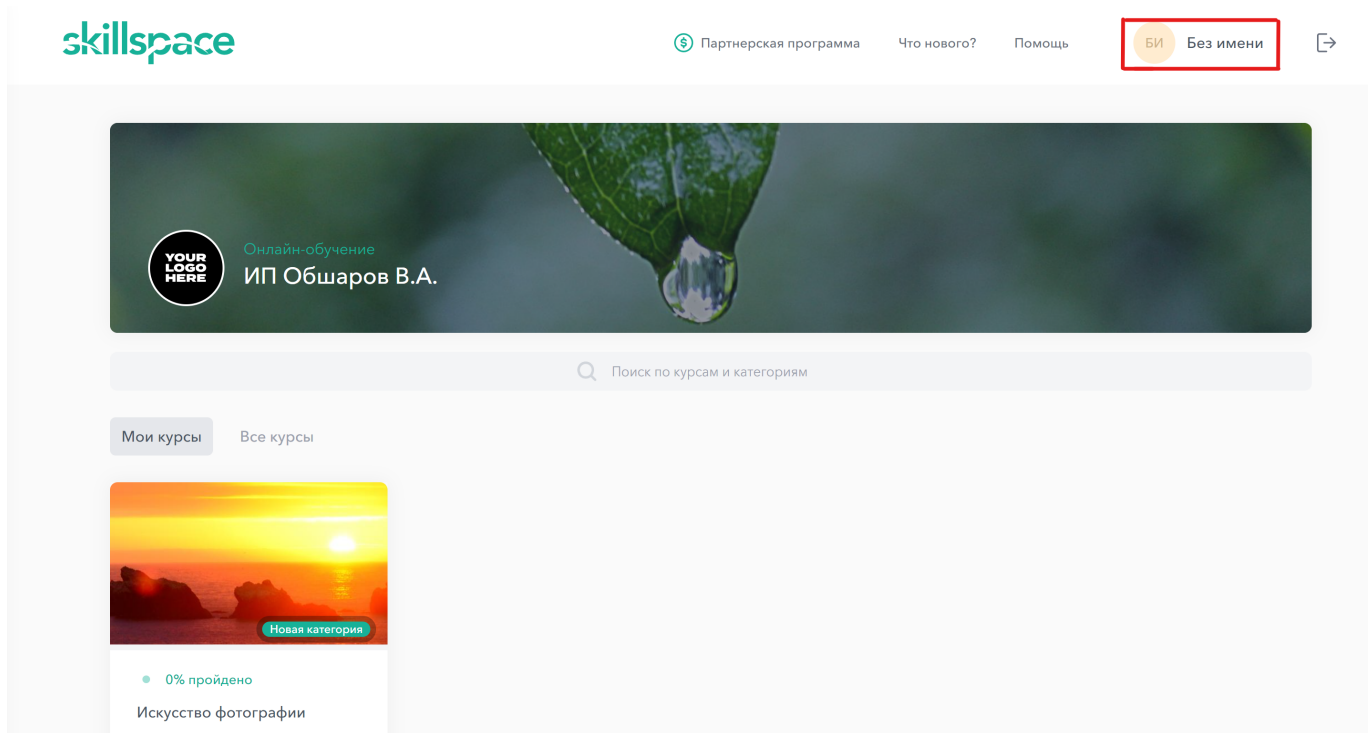 skillspace
Партнерская программа
Что нового?
Помощь
БИ
Без имени
YOUR
LOGO
HERE
Онлайн-обучение
ИП Обшаров В.А.
Поиск по курсам и категориям
Мои курсы
Все курсы
Новая категория
0% пройдено
Искусство фотографии